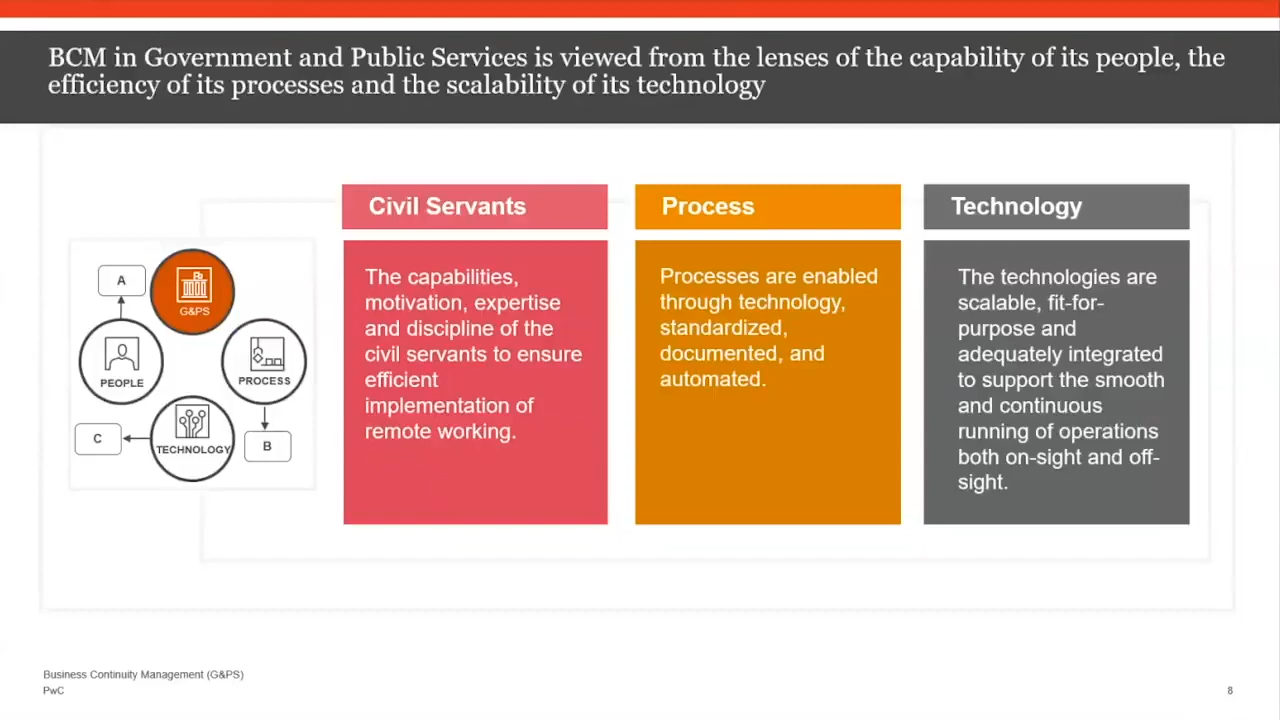 BCM in Government and Public Services is viewed from the lenses of the capability of its people, the
efficiency of its processes and the scalability of its technology
A
G&PS
PEOPLE
PROCESS
C
TECHNOLOGY
B
Civil Servants
The capabilities,
motivation, expertise
and discipline of the
civil servants to ensure
efficient
implementation of
remote working.
Process
Processes are enabled
through technology,
standardized,
documented, and
automated.
Technology
The technologies are
scalable, fit-for-
purpose and
adequately integrated
to support the smooth
and continuous
running of operations
both on-sight and off-
sight.
Business Continuity Management (G&PS)
PwC
8